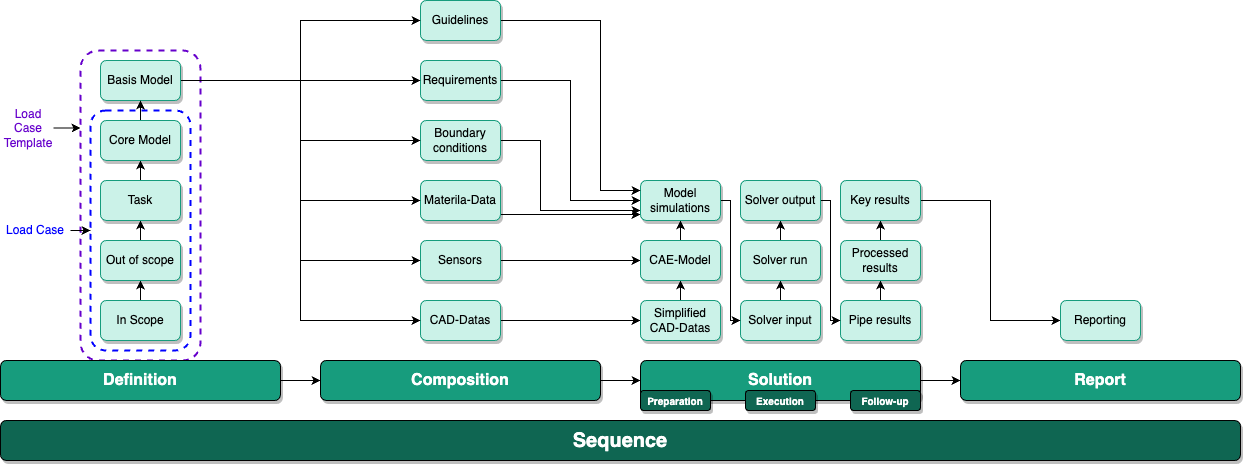 Load
Case
Template
Load Case
Basis Model
Core Model
Task
Out of scope
In Scope
Guidelines
Requirements
Boundary
conditions
Materila-Data
Sensors
CAD-Datas
Model
simulations
CAE-Model
Simplified
CAD-Datas
Solver output
Solver run
Solver input
Key results
Processed
results
Pipe results
Reporting
Definition
Composition
Solution
Report
Preparation
Execution
Follow-up
Sequence